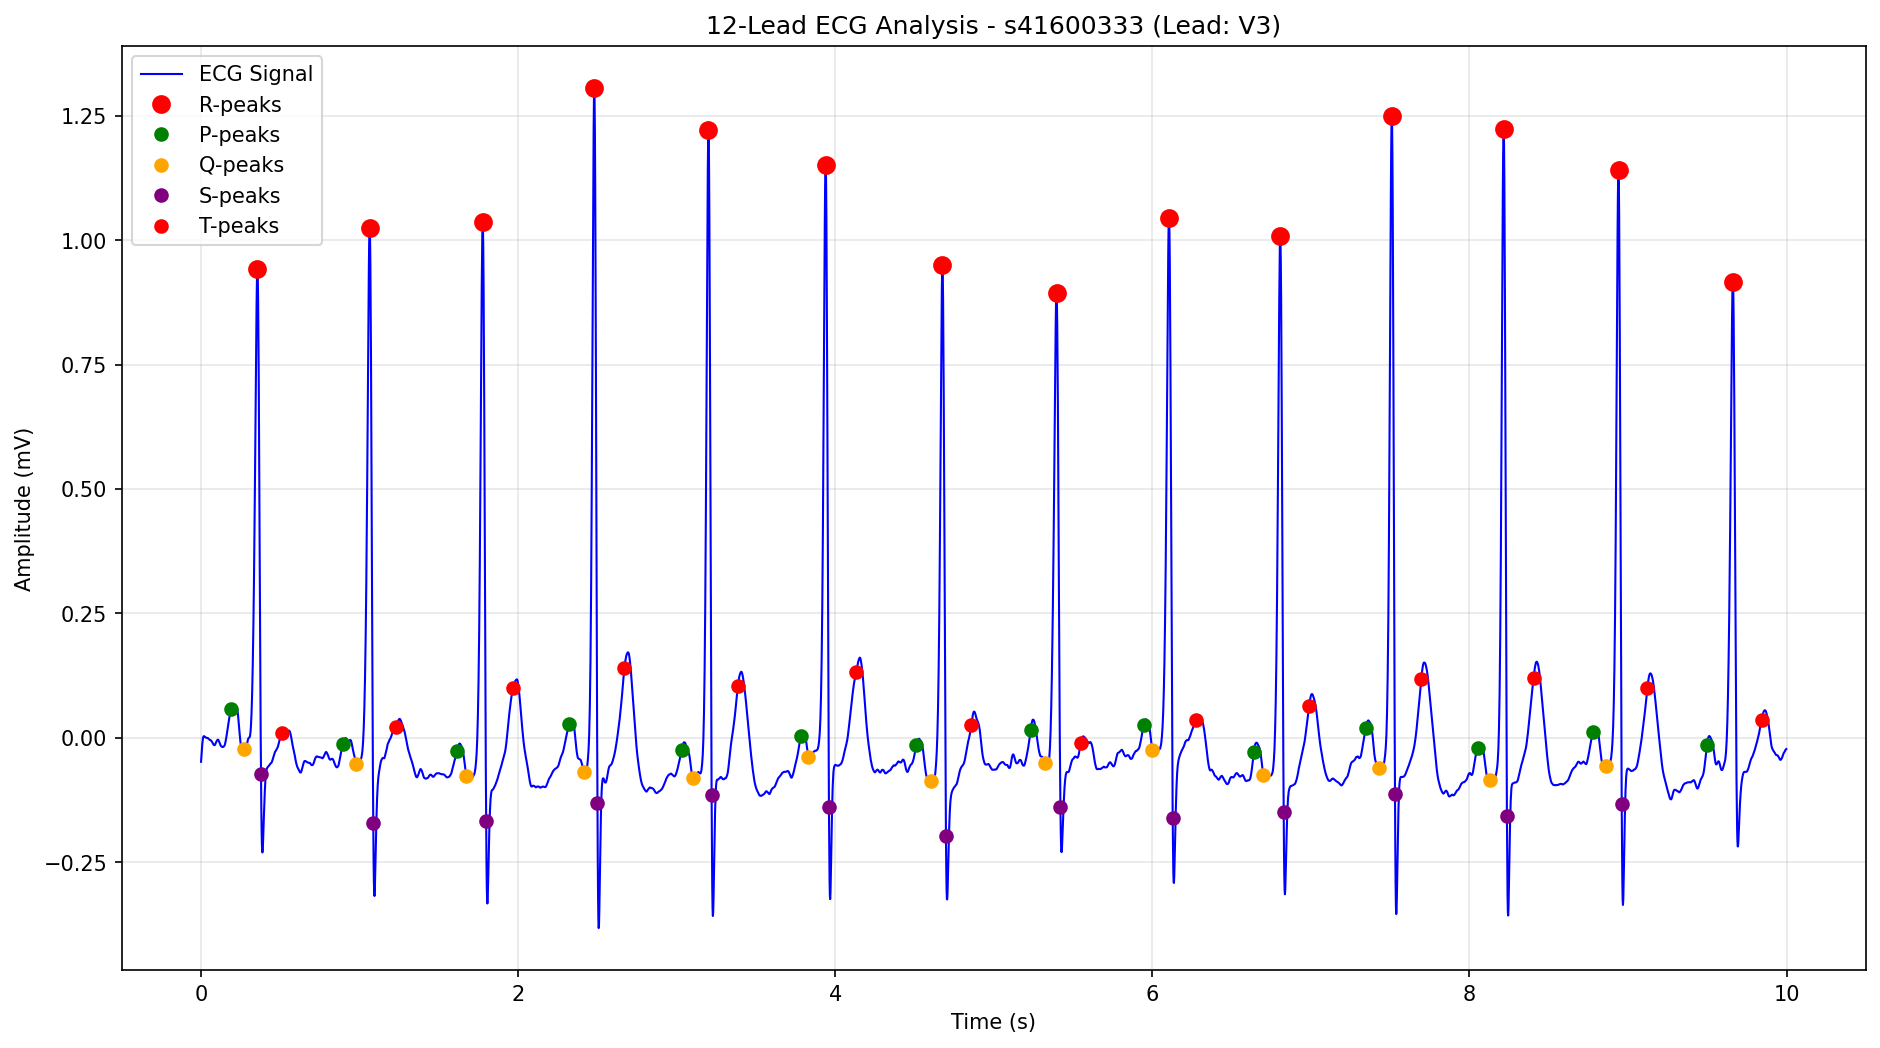 12-Lead ECG Analysis - s41600333 (Lead: V3)
ECG Signal
R-peaks
P-peaks
Q-peaks
S-peaks
T-peaks
Amplitude (mV)
1.25
1.00
0.75
0.50
0.25
0.00
−0.25
0 2 4 6 8 10
Time (s)